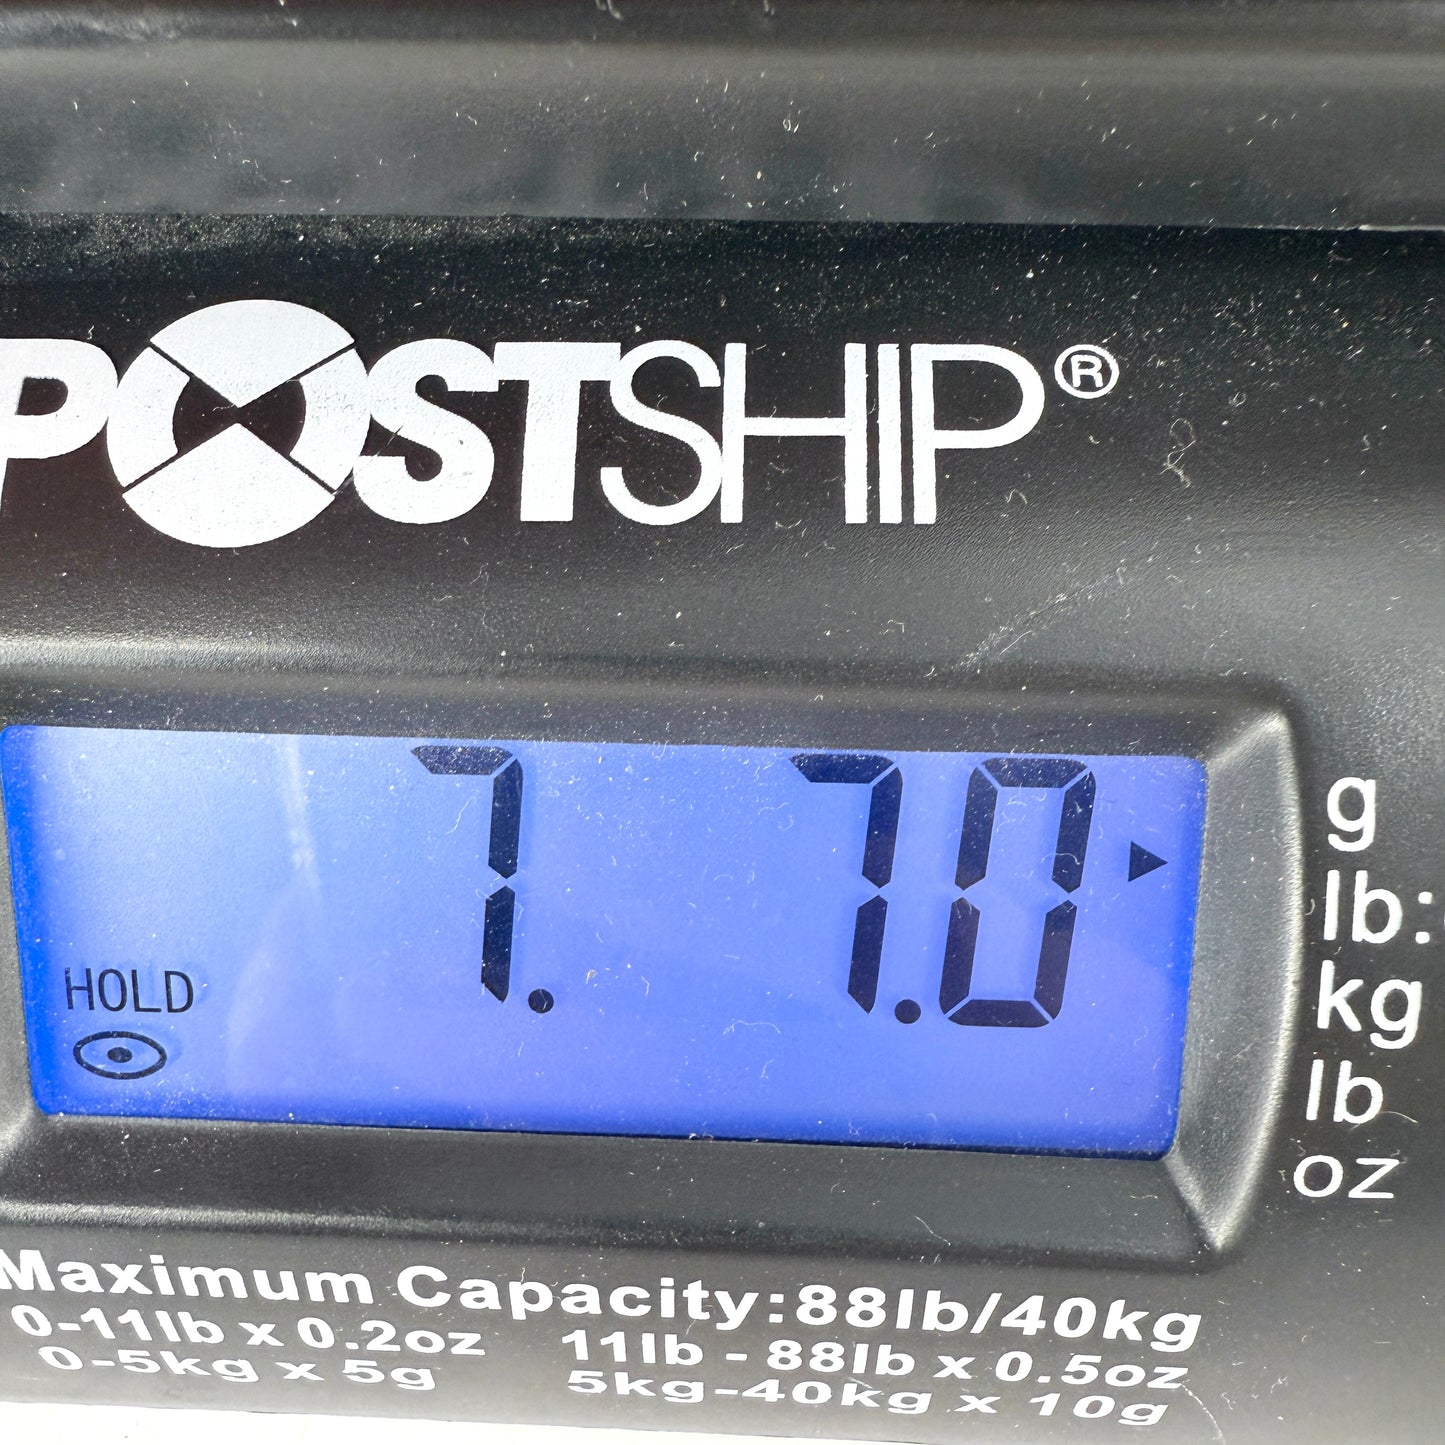 POSTSHIP®
7. 7.0
HOLD
g
lb:
kg
lb
oz
Maximum Capacity:88lb/40kg
0-11lb x 0.2oz 11lb - 88lb x 0.5oz
0-5kg x 5g 5kg-40kg x 10g